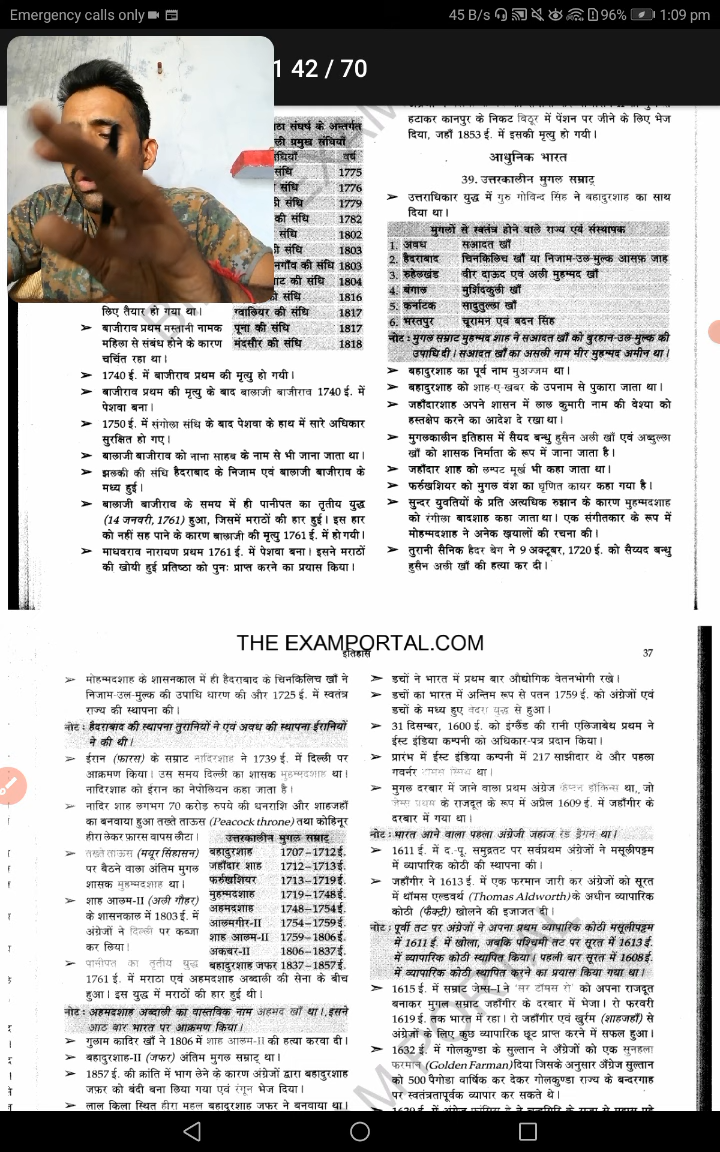 Emergency calls only
45 B/s 96% 1:09 pm
1 42 / 70
हटाकर कानपुर के निकट बिठूर में पेंशन पर जीने के लिए भेज
दिया, जहाँ 1853 ई. में इसकी मृत्यु हो गयी।
आधुनिक भारत
39. उत्तरकालीन मुगल सम्राट्
➢ उत्तराधिकार युद्ध में गुरु गोविन्द सिंह ने बहादुरशाह का साथ
दिया था।
मुगलों से स्वतंत्र होने वाले राज्य एवं संस्थापक
1. अवध सआदत खाँ
2. हैदराबाद चिनकिलिच खाँ या निजाम-उल-मुल्क आसफ़ जाह
3. रुहेलखंड वीर दाऊद एवं अली मुहम्मद खाँ
4. बंगाल मुर्शिदकुली खाँ
5. कर्नाटक सादुतुल्ला खाँ
6. भरतपुर चूरामन एवं बदन सिंह
नोट : मुगल सम्राट मुहम्मद शाह ने सआदत खाँ को बुरहान-उल-मुल्क की
उपाधि दी। सआदत खाँ का असली नाम मीर मुहम्मद अमीन था।
➢ बहादुरशाह का पूर्व नाम मुअज्जम था।
➢ बहादुरशाह को शाह-ए-खबर के उपनाम से पुकारा जाता था।
➢ जहाँदारशाह अपने शासन में लाल कुमारी नाम की वेश्या को
हस्तक्षेप करने का आदेश दे रखा था।
➢ मुगलकालीन इतिहास में सैयद बन्धु हुसैन अली खाँ एवं अब्दुल्ला
खाँ को शासक निर्माता के रूप में जाना जाता है।
➢ जहाँदार शाह को लम्पट मूर्ख भी कहा जाता था।
➢ फर्रुखशियर को मुगल वंश का घृणित कायर कहा गया है।
➢ सुन्दर युवतियों के प्रति अत्यधिक रुझान के कारण मुहम्मदशाह
को रंगीला बादशाह कहा जाता था। एक संगीतकार के रूप में
मोहम्मदशाह ने अनेक ख़यालों की रचना की।
➢ तुरानी सैनिक हैदर बेग ने 9 अक्टूबर, 1720 ई. को सैय्यद बन्धु
हुसैन अली खाँ की हत्या कर दी।
संघर्ष के अन्तर्गत
प्रमुख संधियाँ
वर्ष
संधि 1775
संधि 1776
संधि 1779
की संधि 1782
संधि 1802
की संधि 1803
की संधि 1803
की संधि 1804
संधि 1816
ग्वालियर की संधि 1817
पूना की संधि 1817
मंदसौर की संधि 1818
लिए तैयार हो गया था।
➢ बाजीराव प्रथम मस्तानी नामक
महिला से संबंध होने के कारण
चर्चित रहा था।
➢ 1740 ई. में बाजीराव प्रथम की मृत्यु हो गयी।
➢ बाजीराव प्रथम की मृत्यु के बाद बालाजी बाजीराव 1740 ई. में
पेशवा बना।
➢ 1750 ई. में संगोला संधि के बाद पेशवा के हाथ में सारे अधिकार
सुरक्षित हो गए।
➢ बालाजी बाजीराव को नाना साहब के नाम से भी जाना जाता था।
➢ झलकी की संधि हैदराबाद के निजाम एवं बालाजी बाजीराव के
मध्य हुई।
➢ बालाजी बाजीराव के समय में ही पानीपत का तृतीय युद्ध
(14 जनवरी, 1761) हुआ, जिसमें मराठों की हार हुई। इस हार
को नहीं सह पाने के कारण बालाजी की मृत्यु 1761 ई. में हो गयी।
➢ माधवराव नारायण प्रथम 1761 ई. में पेशवा बना। इसने मराठों
की खोयी हुई प्रतिष्ठा को पुनः प्राप्त करने का प्रयास किया।
THE EXAMPORTAL.COM
इतिहास
37
➢ मोहम्मदशाह के शासनकाल में ही हैदराबाद के चिनकिलिच खाँ ने
निजाम-उल-मुल्क की उपाधि धारण की और 1725 ई. में स्वतंत्र
राज्य की स्थापना की।
नोट : हैदराबाद की स्थापना तुरानियों ने एवं अवध की स्थापना ईरानियों
ने की थी।
➢ ईरान (फारस) के सम्राट नादिरशाह ने 1739 ई. में दिल्ली पर
आक्रमण किया। उस समय दिल्ली का शासक मुहम्मदशाह था।
नादिरशाह को ईरान का नेपोलियन कहा जाता है।
➢ नादिर शाह लगभग 70 करोड़ रुपये की धनराशि और शाहजहाँ
का बनवाया हुआ तख्ते ताऊस (Peacock throne) तथा कोहिनूर
हीरा लेकर फारस वापस लौटा।
➢ तख्ते ताऊस (मयूर सिंहासन)
पर बैठने वाला अंतिम मुगल
शासक मुहम्मदशाह था।
➢ शाह आलम-II (अली गौहर)
के शासनकाल में 1803 ई. में
अंग्रेजों ने दिल्ली पर कब्जा
कर लिया।
उत्तरकालीन मुगल सम्राट्
बहादुरशाह 1707–1712 ई.
जहाँदार शाह 1712–1713 ई.
फर्रुखशियर 1713–1719 ई.
मुहम्मदशाह 1719–1748 ई.
अहमदशाह 1748–1754 ई.
आलमगीर-II 1754–1759 ई.
शाह आलम-II 1759–1806 ई.
अकबर-II 1806–1837 ई.
बहादुरशाह जफर 1837–1857 ई.
➢ पानीपत का तृतीय युद्ध
1761 में मराठा एवं अहमदशाह अब्दाली की सेना के बीच
हुआ। इस युद्ध में मराठों की हार हुई थी।
नोट : अहमदशाह अब्दाली का वास्तविक नाम अहमद खाँ था।, इसने
आठ बार भारत पर आक्रमण किया।
➢ गुलाम कादिर खाँ ने 1806 में शाह आलम-II की हत्या करवा दी।
➢ बहादुरशाह-II (जफर) अंतिम मुगल सम्राट था।
➢ 1857 ई. की क्रांति में भाग लेने के कारण अंग्रेजों द्वारा बहादुरशाह
जफ़र को बंदी बना लिया गया एवं रंगून भेज दिया।
➢ लाल किला स्थित हीरा महल बहादुरशाह जफर ने बनवाया था।
➢ डचों ने भारत में प्रथम बार औद्योगिक वेतनभोगी रखे।
➢ डचों का भारत में अन्तिम रूप से पतन 1759 ई. को अंग्रेजों एवं
डचों के मध्य हुए वेदरा युद्ध से हुआ।
➢ 31 दिसम्बर, 1600 ई. को इंग्लैंड की रानी एलिजाबेथ प्रथम ने
ईस्ट इंडिया कम्पनी को अधिकार-पत्र प्रदान किया।
➢ प्रारंभ में ईस्ट इंडिया कम्पनी में 217 साझीदार थे और पहला
गवर्नर टामस स्मिथ था।
➢ मुगल दरबार में जाने वाला प्रथम अंग्रेज कैप्टन हॉकिन्स था, जो
जेम्स प्रथम के राजदूत के रूप में अप्रैल 1609 ई. में जहाँगीर के
दरबार में गया था।
नोट : भारत आने वाला पहला अंग्रेजी जहाज रेड ड्रैगन था।
➢ 1611 ई. में द.-पू. समुद्रतट पर सर्वप्रथम अंग्रेजों ने मसूलीपट्टम
में व्यापारिक कोठी की स्थापना की।
➢ जहाँगीर ने 1613 ई. में एक फरमान जारी कर अंग्रेजों को सूरत
में थॉमस एल्डवर्थ (Thomas Aldworth) के अधीन व्यापारिक
कोठी (फैक्ट्री) खोलने की इजाजत दी।
नोट : पूर्वी तट पर अंग्रेजों ने अपना प्रथम व्यापारिक कोठी मसूलीपट्टम
में 1611 ई. में खोला, जबकि पश्चिमी तट पर सूरत में 1613 ई.
में व्यापारिक कोठी स्थापित किया। पहली बार सूरत में 1608 ई.
में व्यापारिक कोठी स्थापित करने का प्रयास किया गया था।
➢ 1615 ई. में सम्राट जेम्स-I ने 'सर टॉमस रो' को अपना राजदूत
बनाकर मुगल सम्राट जहाँगीर के दरबार में भेजा। रो फरवरी
1619 ई. तक भारत में रहा। रो जहाँगीर एवं खुर्रम (शाहजहाँ) से
अंग्रेजों के लिए कुछ व्यापारिक छूट प्राप्त करने में सफल हुआ।
➢ 1632 ई. में गोलकुण्डा के सुल्तान ने अँग्रेजों को एक सुनहला
फरमान (Golden Farman) दिया जिसके अनुसार अँग्रेज सुल्तान
को 500 पैगोडा वार्षिक कर देकर गोलकुण्डा राज्य के बन्दरगाह
पर स्वतंत्रतापूर्वक व्यापार कर सकते थे।